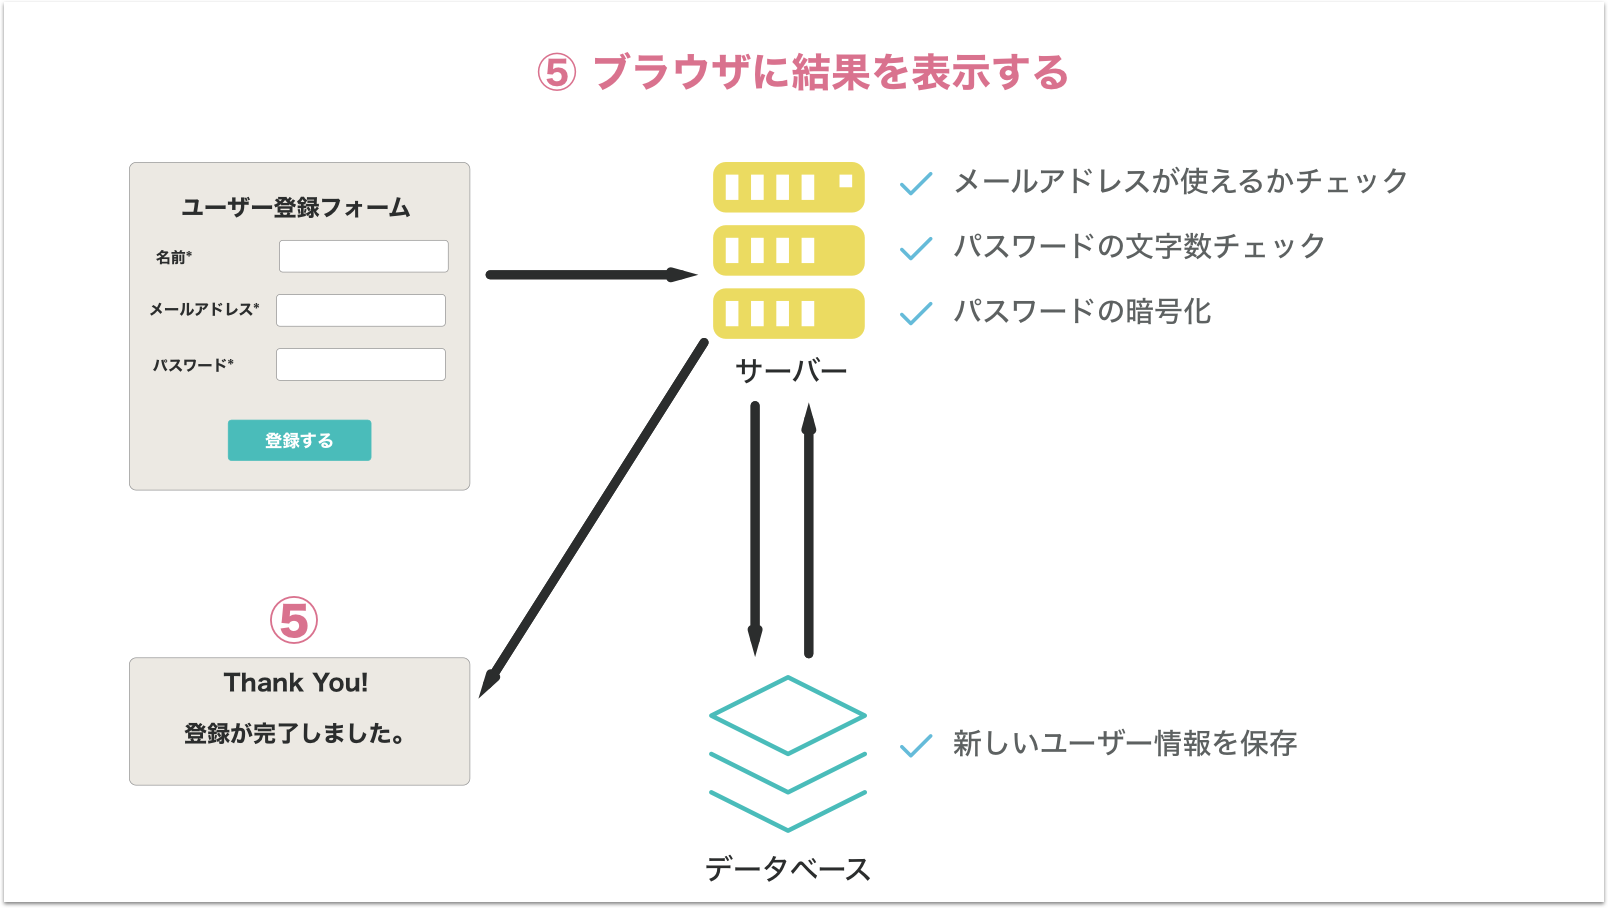 ⑤ ブラウザに結果を表示する
ユーザー登録フォーム
名前*
メールアドレス*
パスワード*
登録する
サーバー
メールアドレスが使えるかチェック
パスワードの文字数チェック
パスワードの暗号化
⑤
Thank You!
登録が完了しました。
新しいユーザー情報を保存
データベース